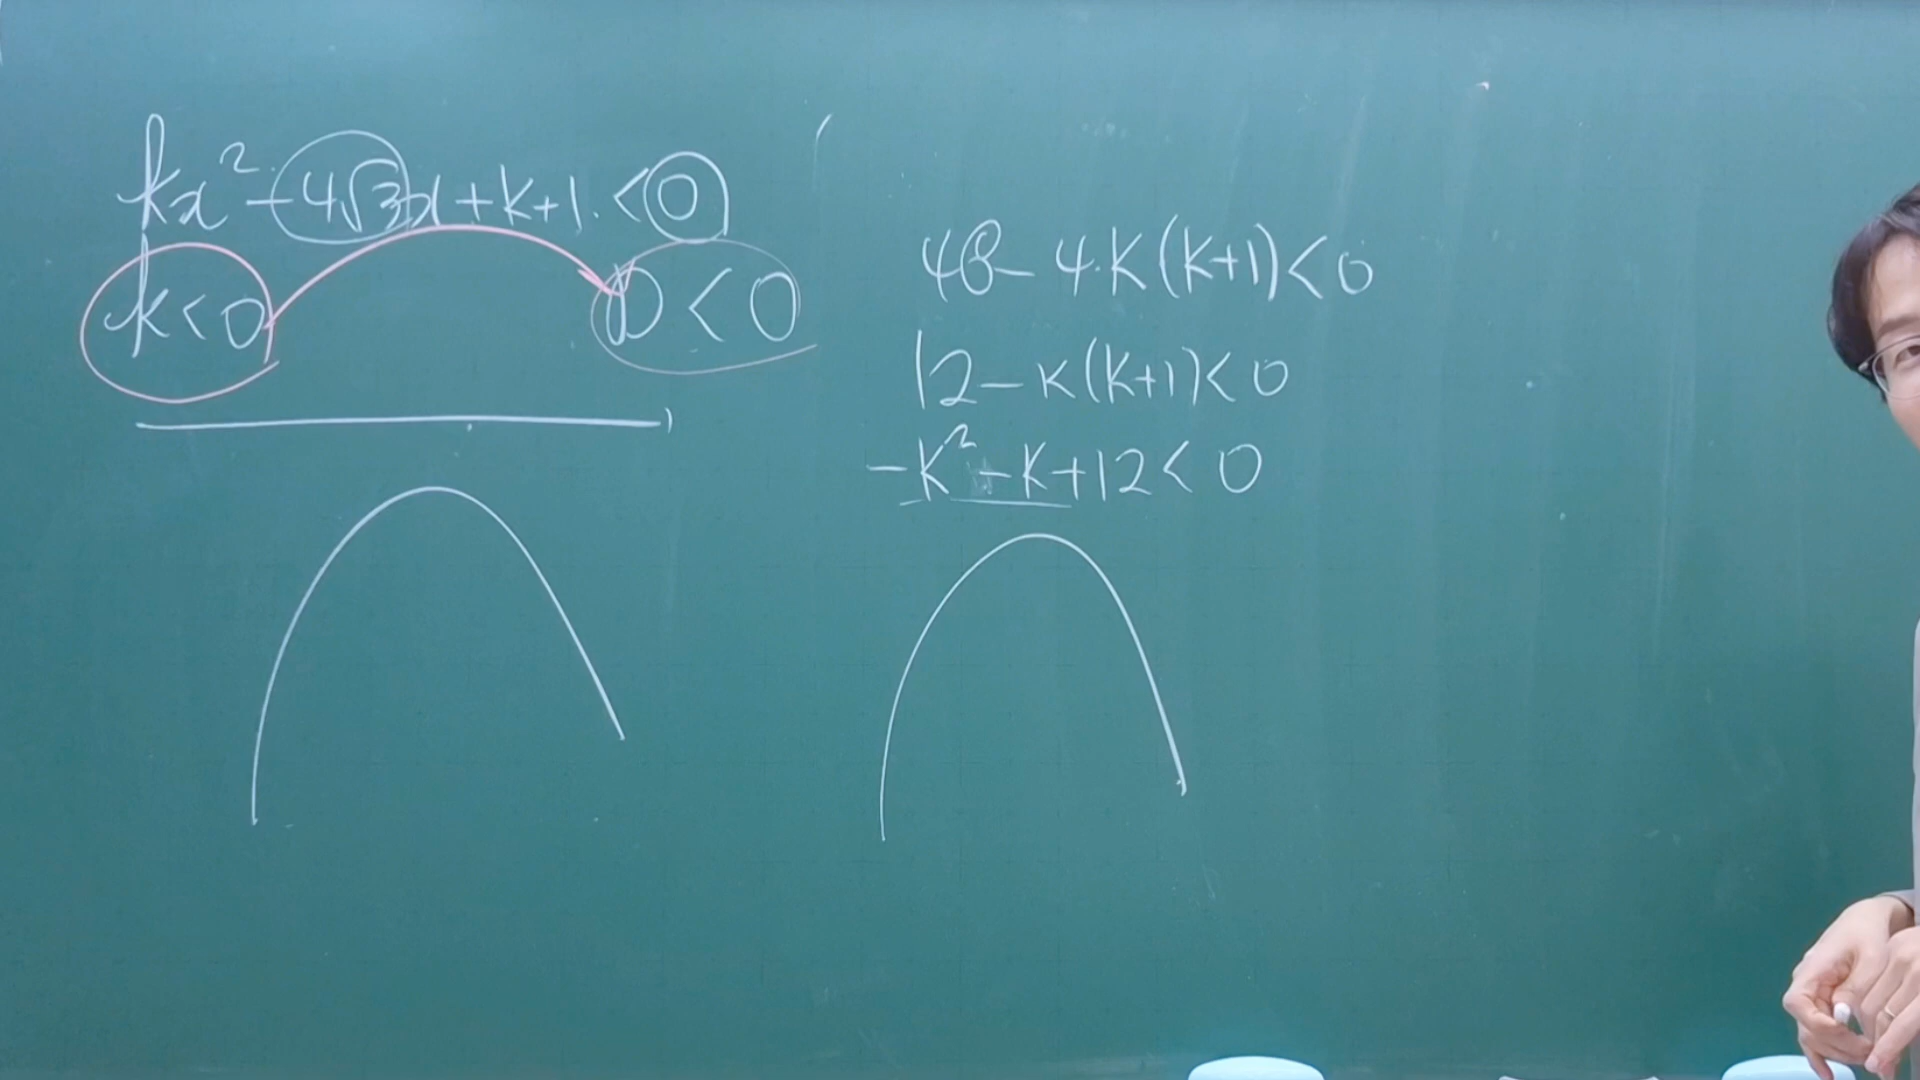 kx²-4√3x+k+1<0
k<0 D<0
48-4·k(k+1)<0
12-k(k+1)<0
-k²-k+12<0